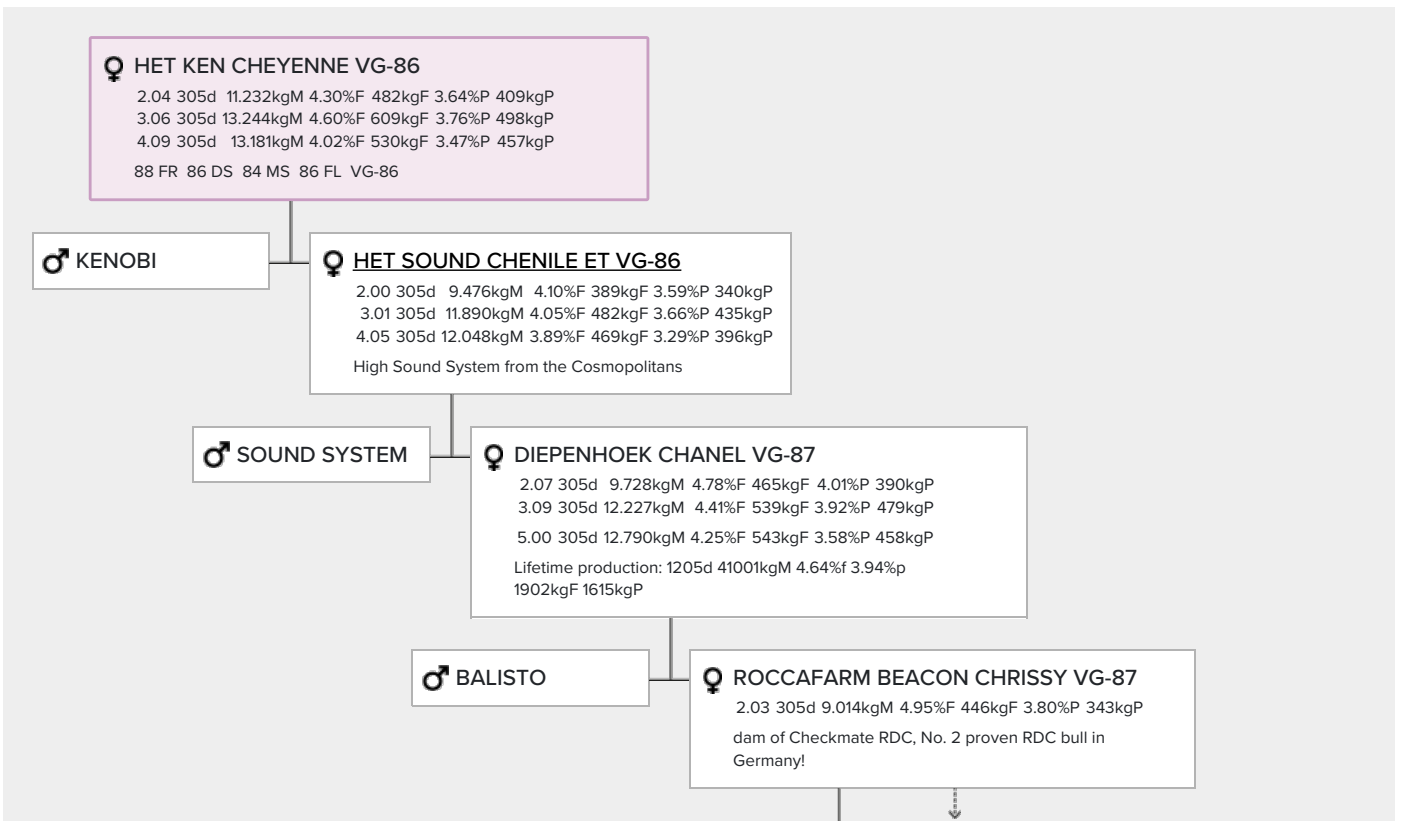 HET KEN CHEYENNE VG-86
2.04 305d 11.232kgM 4.30%F 482kgF 3.64%P 409kgP
3.06 305d 13.244kgM 4.60%F 609kgF 3.76%P 498kgP
4.09 305d 13.181kgM 4.02%F 530kgF 3.47%P 457kgP
88 FR 86 DS 84 MS 86 FL VG-86
KENOBI
HET SOUND CHENILE ET VG-86
2.00 305d 9.476kgM 4.10%F 389kgF 3.59%P 340kgP
3.01 305d 11.890kgM 4.05%F 482kgF 3.66%P 435kgP
4.05 305d 12.048kgM 3.89%F 469kgF 3.29%P 396kgP
High Sound System from the Cosmopolitans
SOUND SYSTEM
DIEPENHOEK CHANEL VG-87
2.07 305d 9.728kgM 4.78%F 465kgF 4.01%P 390kgP
3.09 305d 12.227kgM 4.41%F 539kgF 3.92%P 479kgP
5.00 305d 12.790kgM 4.25%F 543kgF 3.58%P 458kgP
Lifetime production: 1205d 41001kgM 4.64%f 3.94%p
1902kgF 1615kgP
BALISTO
ROCCAFARM BEACON CHRISSY VG-87
2.03 305d 9.014kgM 4.95%F 446kgF 3.80%P 343kgP
dam of Checkmate RDC, No. 2 proven RDC bull in
Germany!